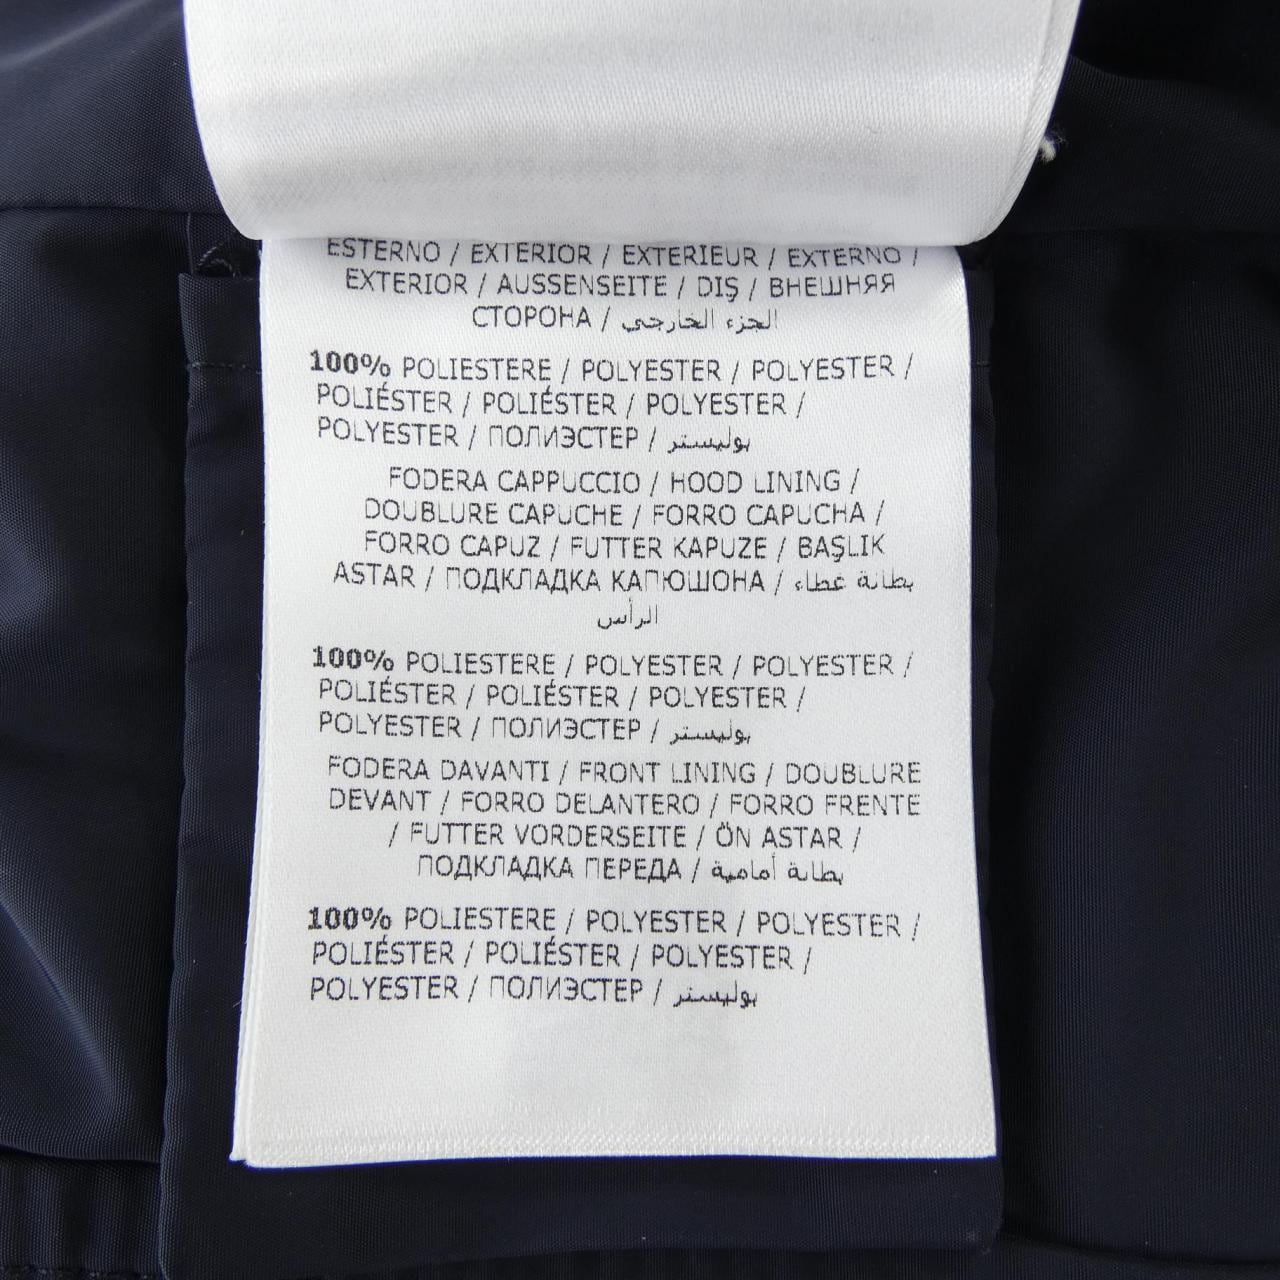 ESTERNO / EXTERIOR / EXTERIEUR / EXTERNO /
EXTERIOR / AUSSENSEITE / DIŞ / ВНЕШНЯЯ
СТОРОНА / الجزء الخارجي
100% POLIESTERE / POLYESTER / POLYESTER /
POLIÉSTER / POLIÉSTER / POLYESTER /
POLYESTER / ПОЛИЭСТЕР / بوليستر
FODERA CAPPUCCIO / HOOD LINING /
DOUBLURE CAPUCHE / FORRO CAPUCHA /
FORRO CAPUZ / FUTTER KAPUZE / BAŞLIK
ASTAR / ПОДКЛАДКА КАПЮШОНА / بطانة غطاء
الرأس
100% POLIESTERE / POLYESTER / POLYESTER /
POLIÉSTER / POLIÉSTER / POLYESTER /
POLYESTER / ПОЛИЭСТЕР / بوليستر
FODERA DAVANTI / FRONT LINING / DOUBLURE
DEVANT / FORRO DELANTERO / FORRO FRENTE
/ FUTTER VORDERSEITE / ÖN ASTAR /
ПОДКЛАДКА ПЕРЕДА / بطانة أمامية
100% POLIESTERE / POLYESTER / POLYESTER /
POLIÉSTER / POLIÉSTER / POLYESTER /
POLYESTER / ПОЛИЭСТЕР / بوليستر